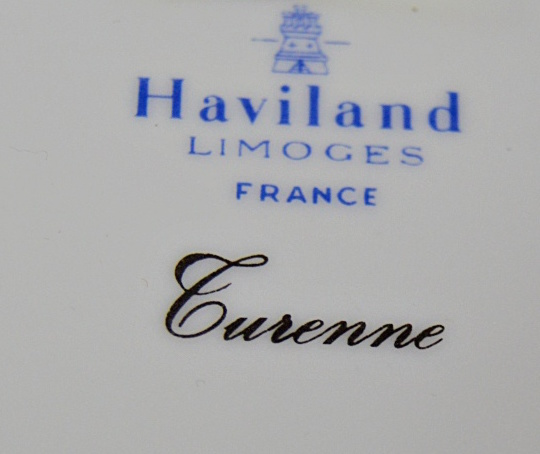 Haviland
LIMOGES
FRANCE
Turenne